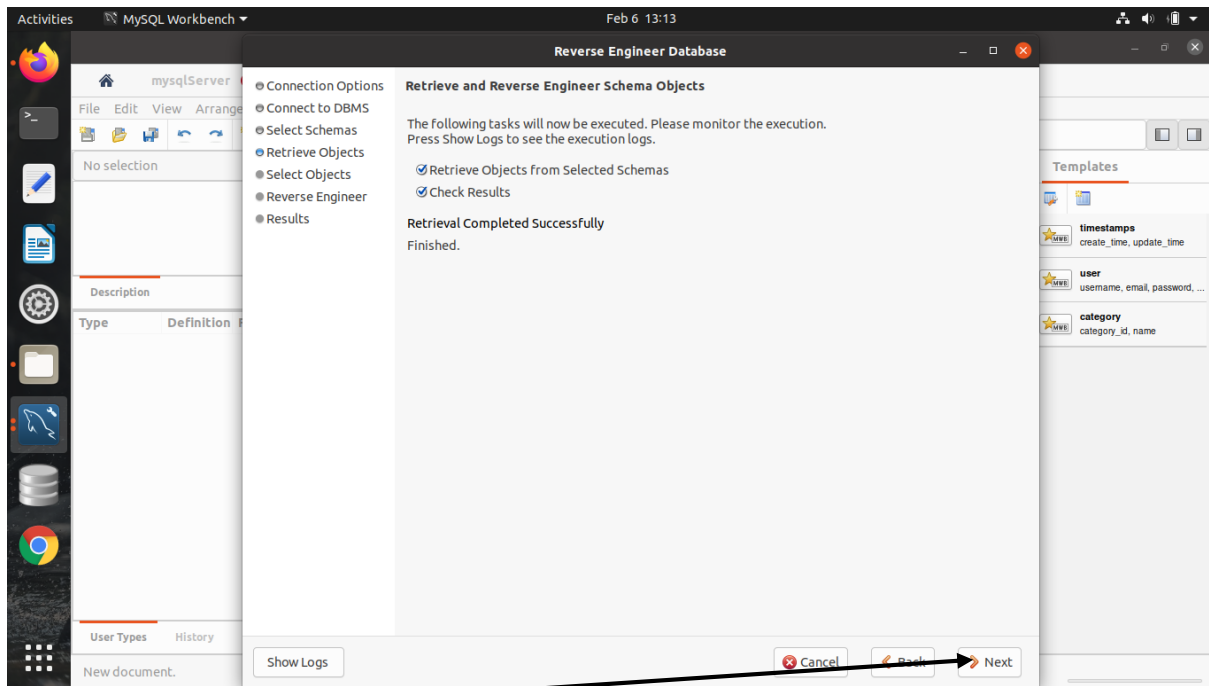 Activities MySQL Workbench Feb 6 13:13
Reverse Engineer Database
mysqlServer
File Edit View Arrange
No selection
Description
Type Definition
User Types History
New document.
Connection Options
Connect to DBMS
Select Schemas
Retrieve Objects
Select Objects
Reverse Engineer
Results
Retrieve and Reverse Engineer Schema Objects
The following tasks will now be executed. Please monitor the execution.
Press Show Logs to see the execution logs.
Retrieve Objects from Selected Schemas
Check Results
Retrieval Completed Successfully
Finished.
Show Logs Cancel Back Next
Templates
timestamps
create_time, update_time
user
username, email, password, ...
category
category_id, name